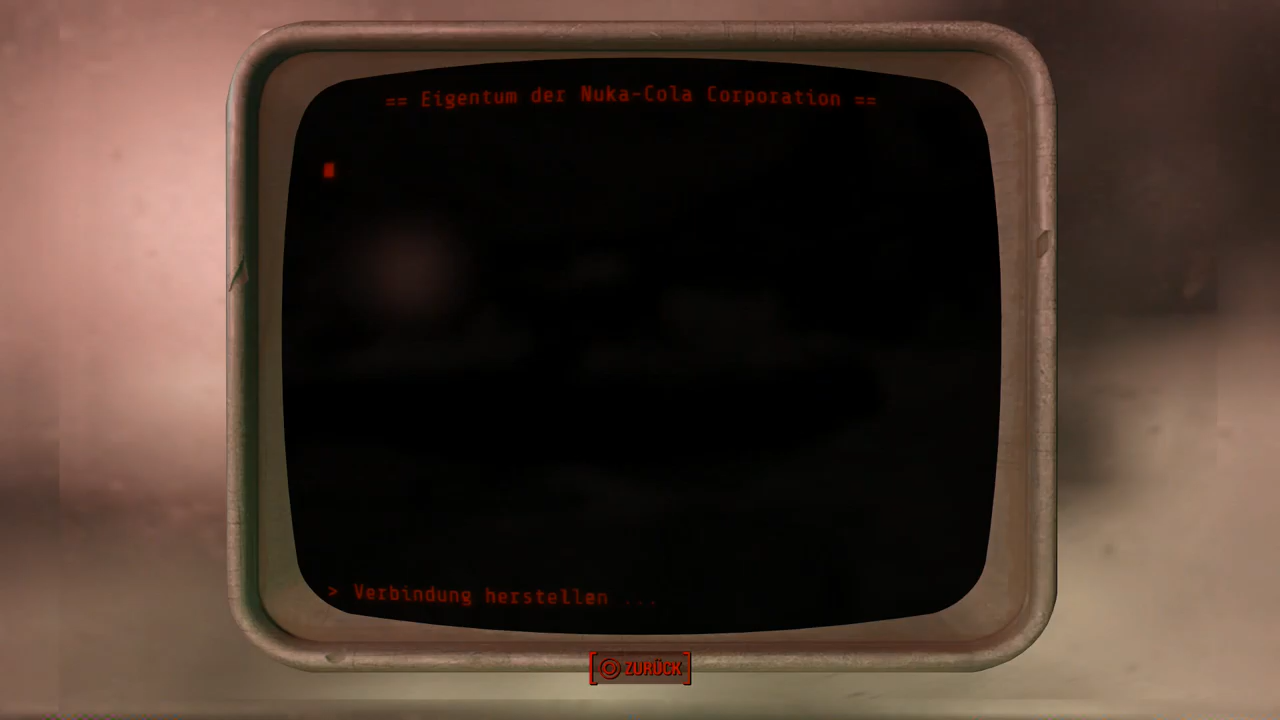 == Eigentum der Nuka-Cola Corporation ==
> Verbindung herstellen ...
ZURÜCK